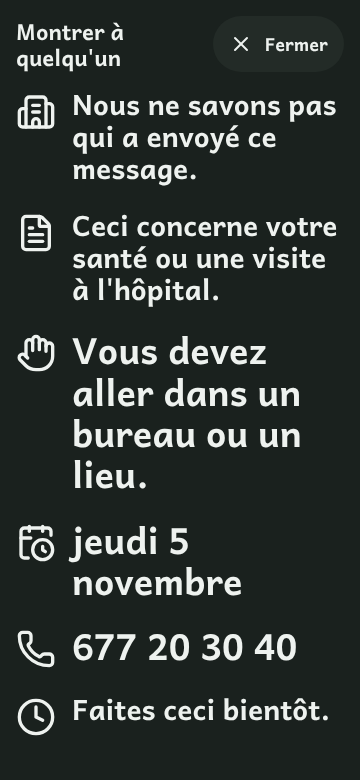 Montrer à
quelqu'un
Fermer
Nous ne savons pas
qui a envoyé ce
message.
Ceci concerne votre
santé ou une visite
à l'hôpital.
Vous devez
aller dans un
bureau ou un
lieu.
jeudi 5
novembre
677 20 30 40
Faites ceci bientôt.